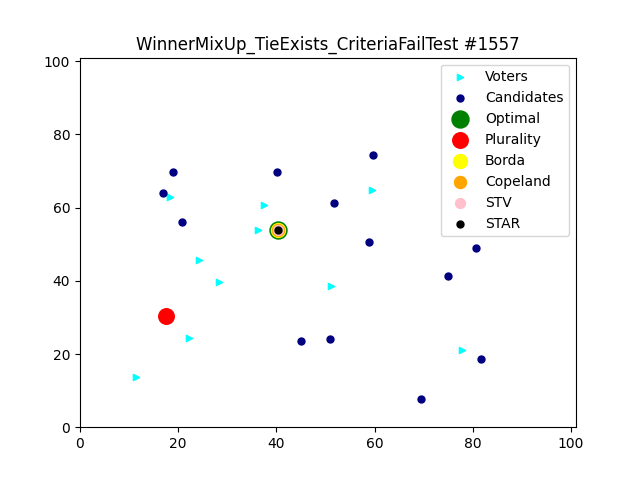 WinnerMixUp_TieExists_CriteriaFailTest #1557
100
80
60
40
20
0
0 20 40 60 80 100
Voters
Candidates
Optimal
Plurality
Borda
Copeland
STV
STAR